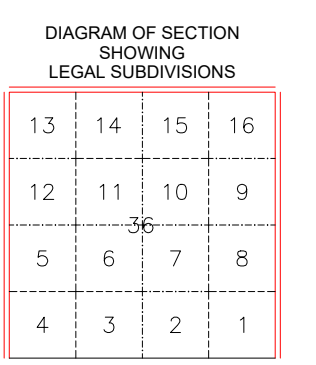 DIAGRAM OF SECTION
SHOWING
LEGAL SUBDIVISIONS
13 14 15 16
12 11 10 9
36
5 6 7 8
4 3 2 1